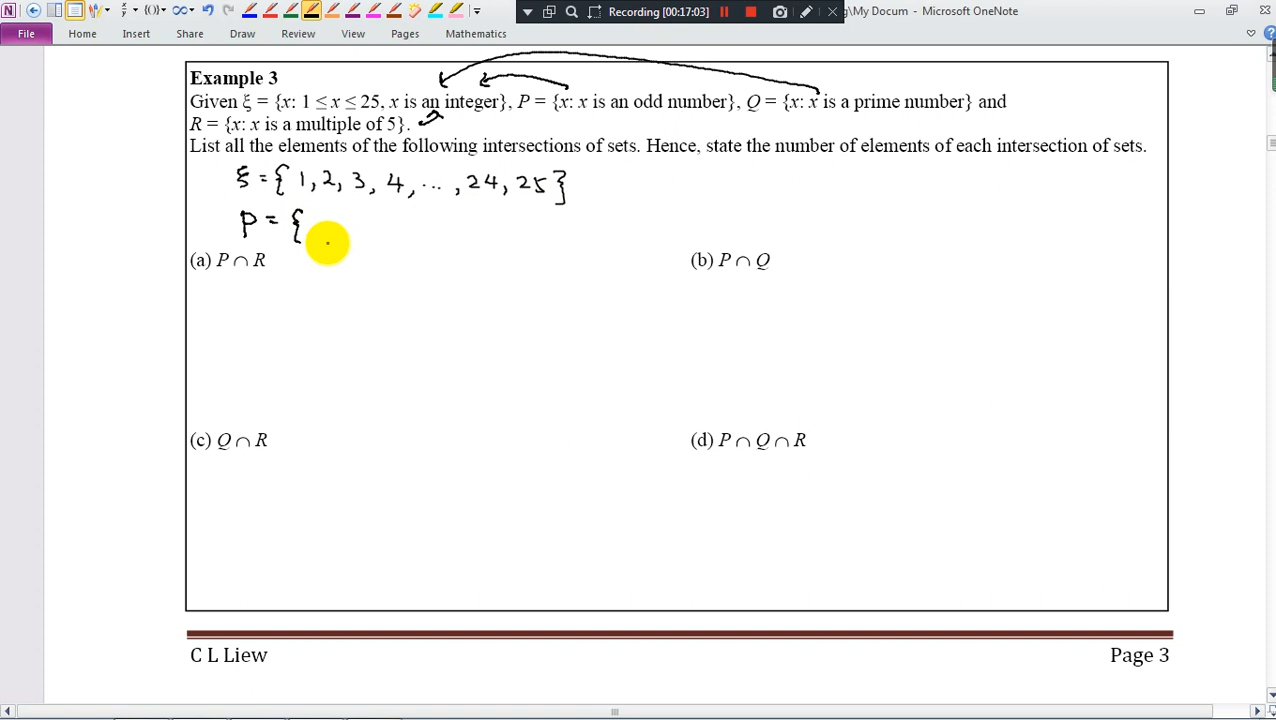 Recording [00:17:03]
g\My Docum - Microsoft OneNote
File Home Insert Share Draw Review View Pages Mathematics
Example 3
Given ξ = {x: 1 ≤ x ≤ 25, x is an integer}, P = {x: x is an odd number}, Q = {x: x is a prime number} and
R = {x: x is a multiple of 5}.
List all the elements of the following intersections of sets. Hence, state the number of elements of each intersection of sets.
ξ = { 1, 2, 3, 4, ... , 24, 25 }
P = {
(a) P ∩ R
(b) P ∩ Q
(c) Q ∩ R
(d) P ∩ Q ∩ R
C L Liew
Page 3